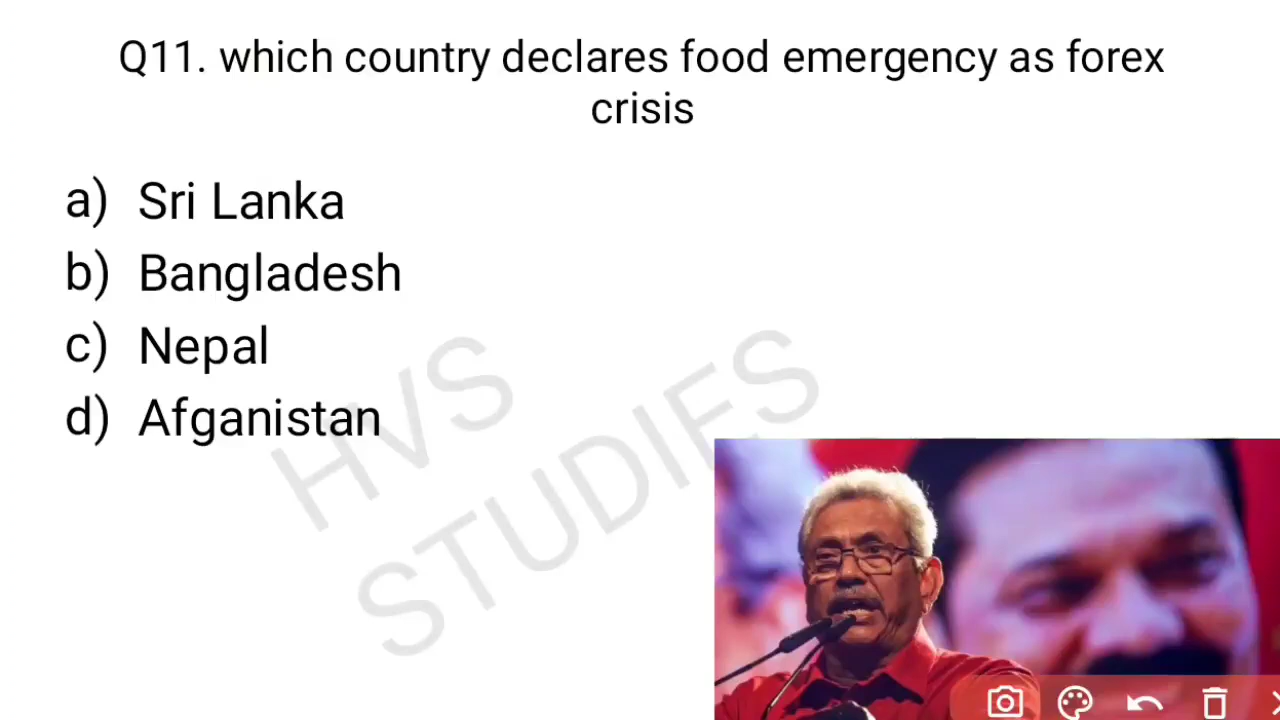 Q11. which country declares food emergency as forex
crisis
a) Sri Lanka
b) Bangladesh
c) Nepal
d) Afganistan
HVS
STUDIES